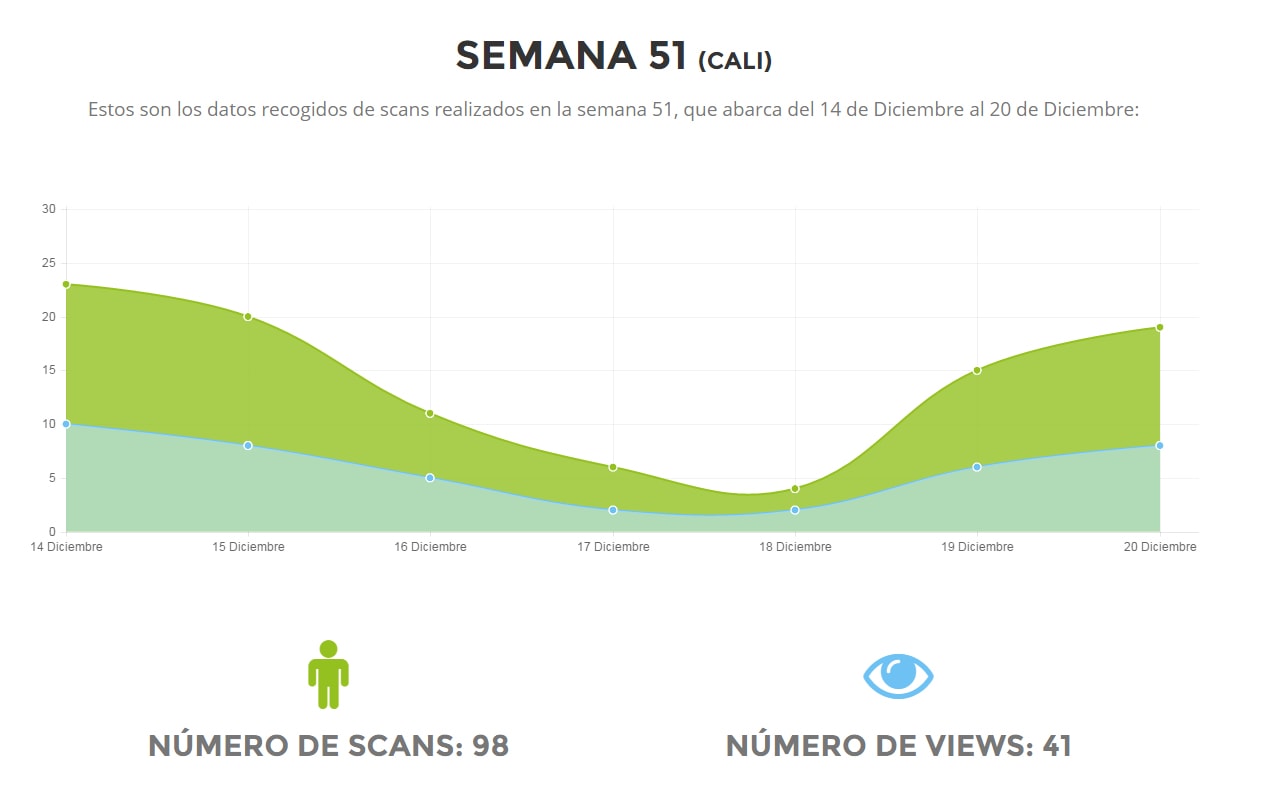 SEMANA 51 (CALI)
Estos son los datos recogidos de scans realizados en la semana 51, que abarca del 14 de Diciembre al 20 de Diciembre:
30
25
20
15
10
5
0
14 Diciembre 15 Diciembre 16 Diciembre 17 Diciembre 18 Diciembre 19 Diciembre 20 Diciembre
NÚMERO DE SCANS: 98 NÚMERO DE VIEWS: 41